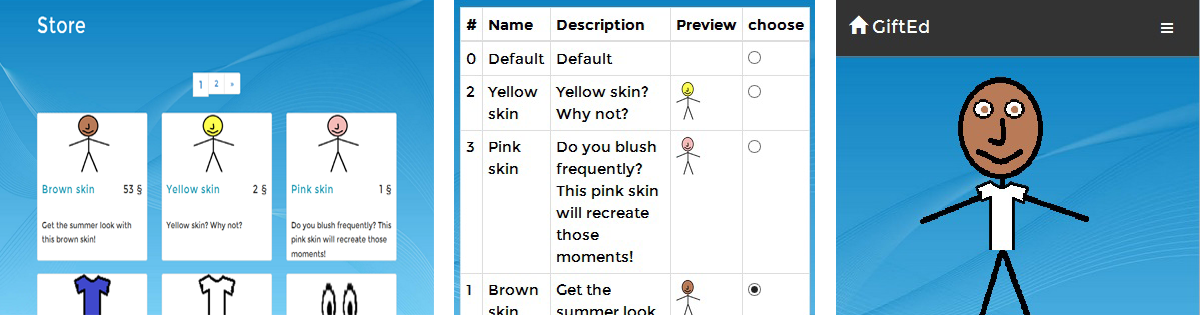 Store
1 2 »
Brown skin 53 §
Get the summer look with
this brown skin!
Yellow skin 2 §
Yellow skin? Why not?
Pink skin 1 §
Do you blush frequently? This
pink skin will recreate those
moments!
# Name Description Preview choose
0 Default Default
2 Yellow Yellow skin?
skin Why not?
3 Pink Do you blush
skin frequently?
This pink skin
will recreate
those
moments!
1 Brown Get the
skin summer look
GiftEd